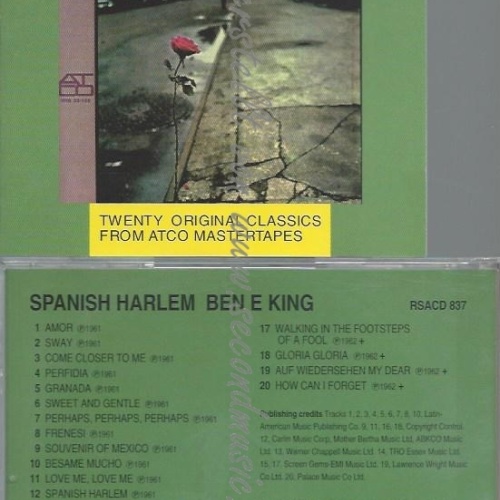 TWENTY ORIGINAL CLASSICS
FROM ATCO MASTERTAPES
SPANISH HARLEM BEN E KING
RSACD 837
1 AMOR ℗1961
2 SWAY ℗1961
3 COME CLOSER TO ME ℗1961
4 PERFIDIA ℗1961
5 GRANADA ℗1961
6 SWEET AND GENTLE ℗1961
7 PERHAPS, PERHAPS, PERHAPS ℗1961
8 FRENESI ℗1961
9 SOUVENIR OF MEXICO ℗1961
10 BESAME MUCHO ℗1961
11 LOVE ME, LOVE ME ℗1961
12 SPANISH HARLEM ℗1961
17 WALKING IN THE FOOTSTEPS
OF A FOOL ℗1962 +
18 GLORIA GLORIA ℗1962 +
19 AUF WIEDERSEHEN MY DEAR ℗1962 +
20 HOW CAN I FORGET ℗1962 +
Publishing credits Tracks 1, 2, 3, 4, 5, 6, 7, 8, 10, Latin-
American Music Publishing Co. 9, 11, 16, 18, Copyright Control.
12, Carlin Music Corp, Mother Bertha Music Ltd, ABKCO Music
Ltd. 13, Warner Chappell Music Ltd. 14, TRO Essex Music Ltd.
15, 17, Screen Gems-EMI Music Ltd. 19, Lawrence Wright Music
Co Ltd. 20, Palace Music Co Ltd.